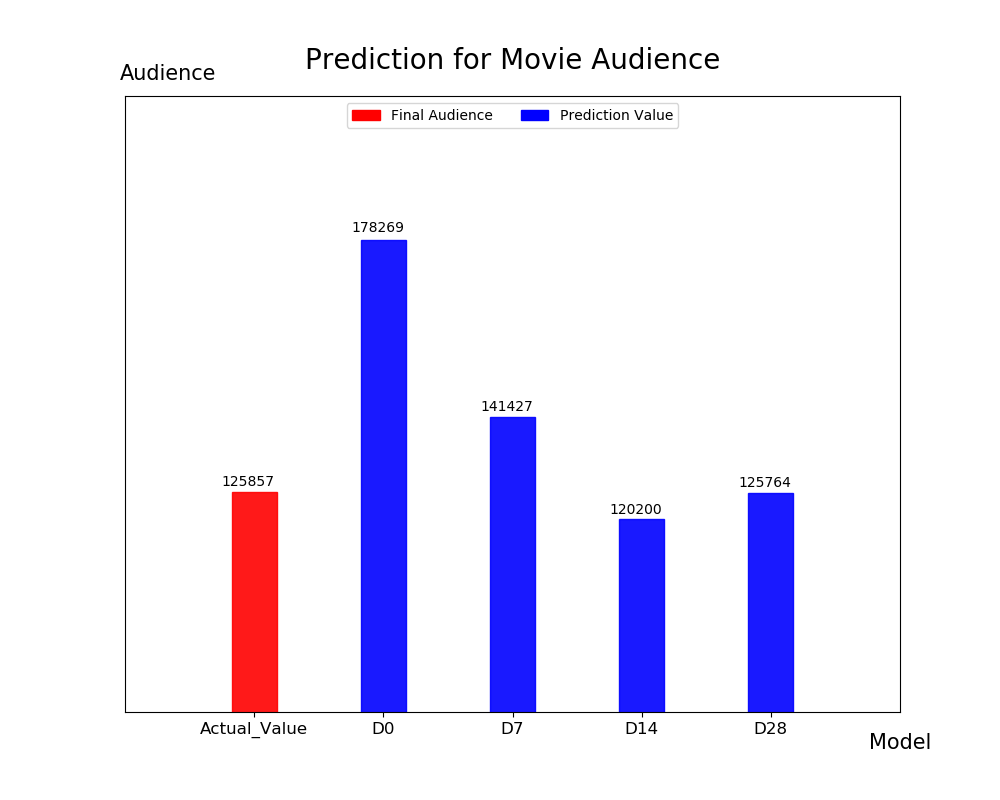 Prediction for Movie Audience
Audience
Final Audience
Prediction Value
178269
141427
125857
120200
125764
Actual_Value
D0
D7
D14
D28
Model